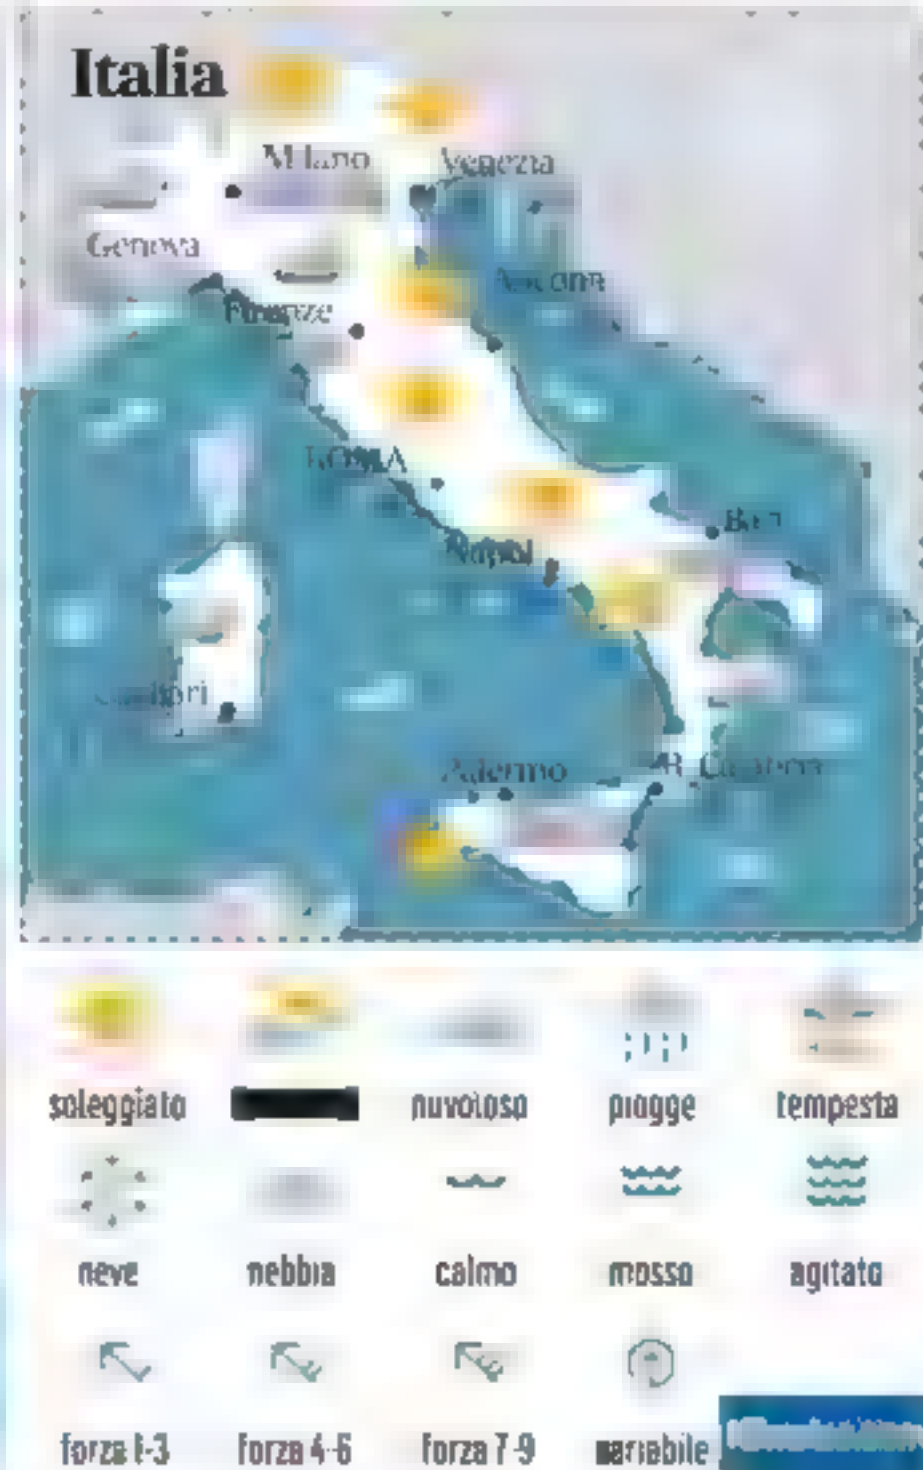 Italia
Milano Venezia
Genova
Ancona
Firenze
ROMA
Bari
Napoli
Palermo R. Calabria
soleggiato nuvoloso piogge tempesta
neve nebbia calmo mosso agitato
forza 1-3 forza 4-6 forza 7-9 variabile